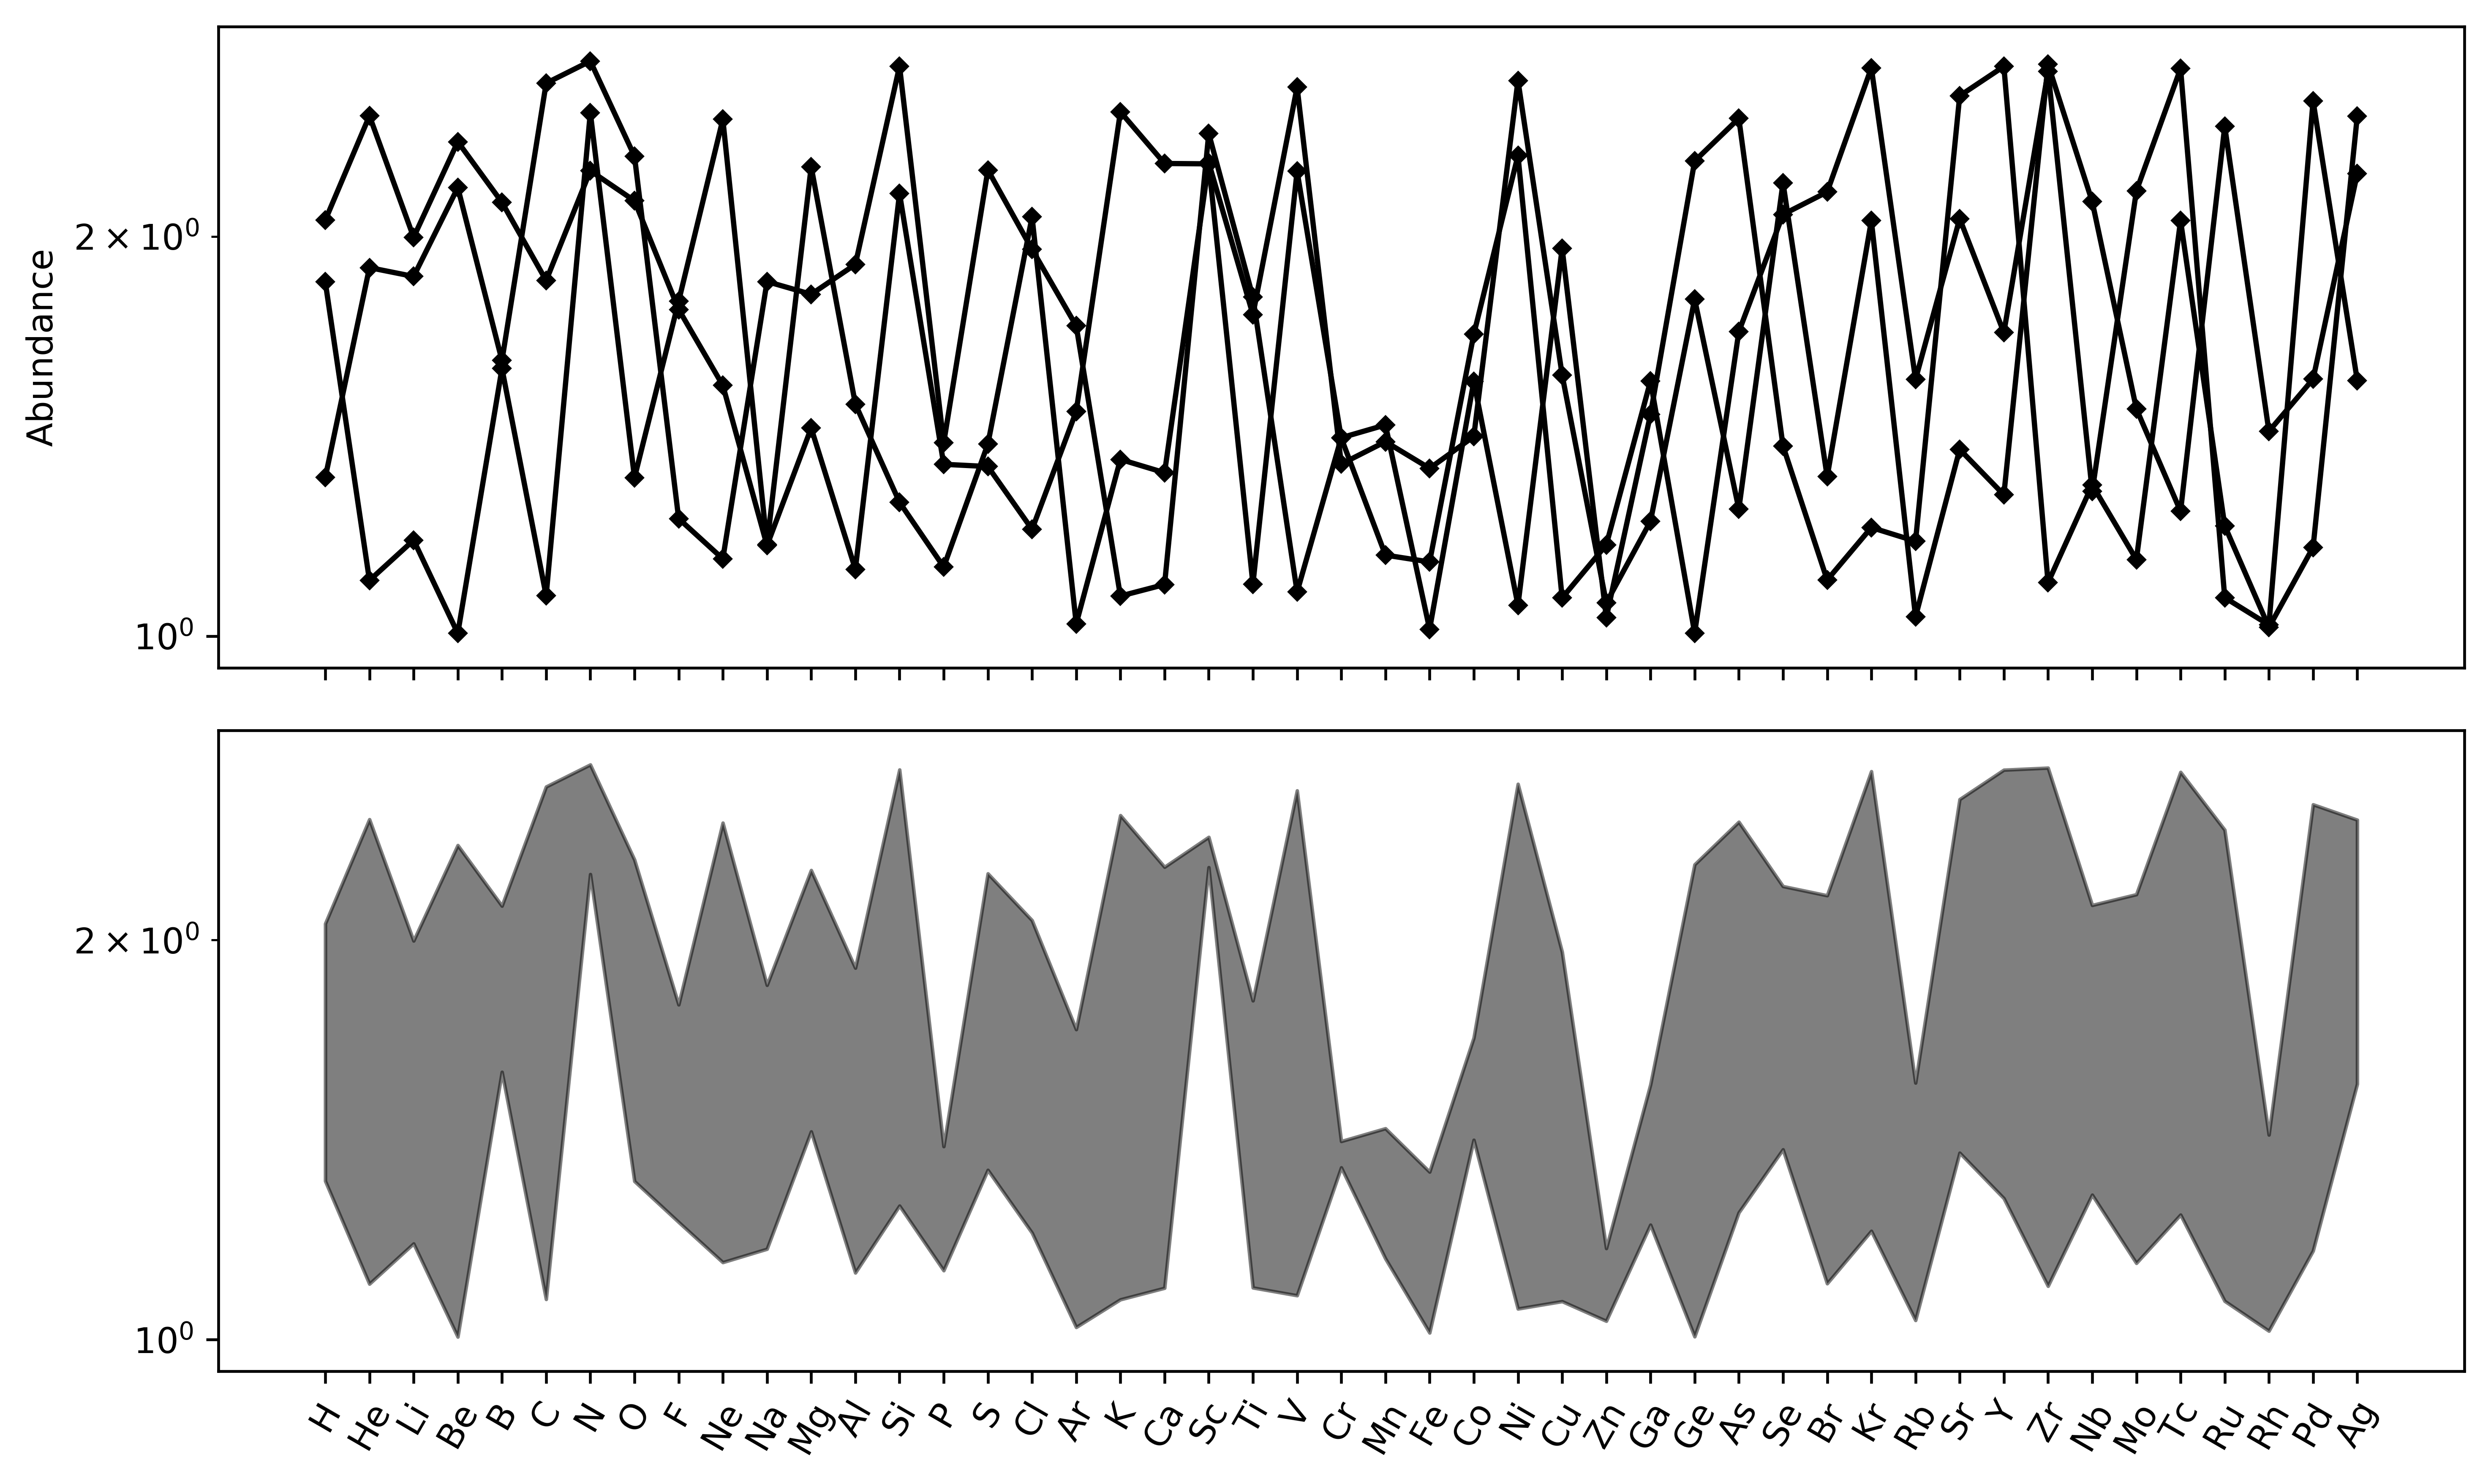 Abundance
2 × 10⁰
10⁰
2 × 10⁰
10⁰
H He Li Be B C N O F Ne Na Mg Al Si P S Cl Ar K Ca Sc Ti V Cr Mn Fe Co Ni Cu Zn Ga Ge As Se Br Kr Rb Sr Y Zr Nb Mo Tc Ru Rh Pd Ag